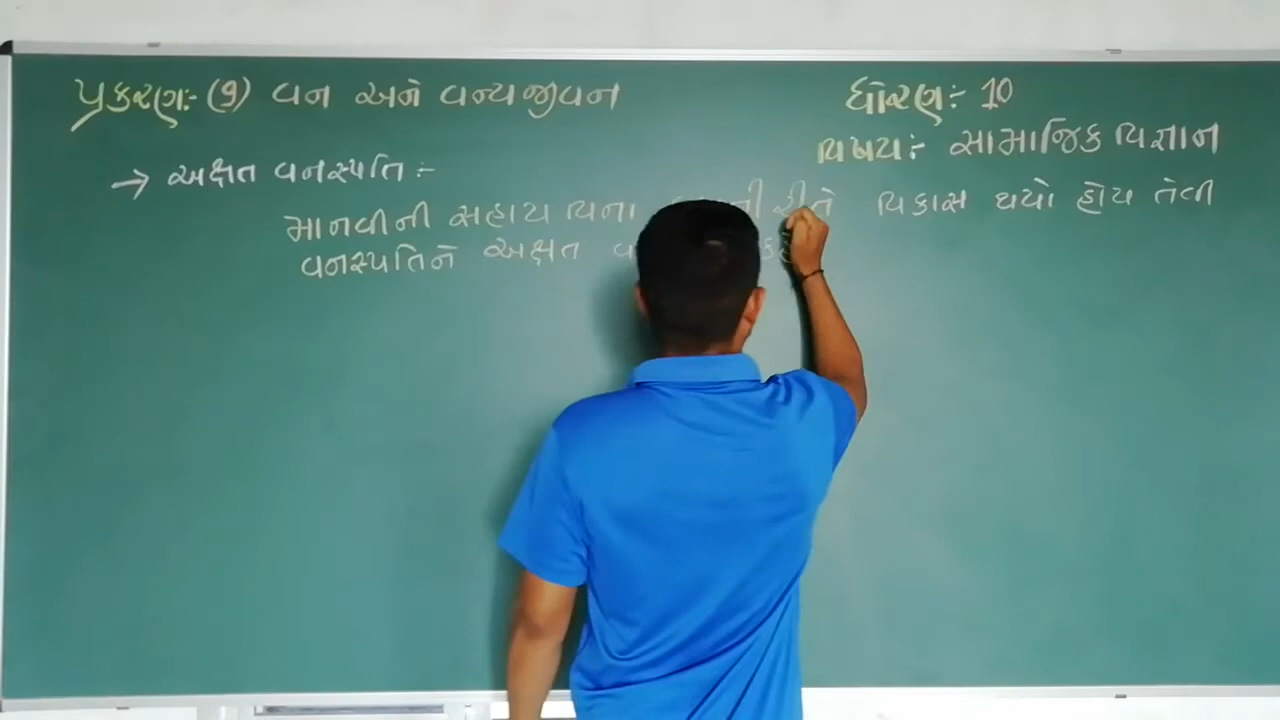 પ્રકરણ:- (9) વન અને વન્યજીવન
ધોરણ:- 10
વિષય:- સામાજિક વિજ્ઞાન
→ અક્ષત વનસ્પતિ:-
માનવીની સહાય વિના રીતે વિકાસ થયો હોય તેવી
વનસ્પતિને અક્ષત